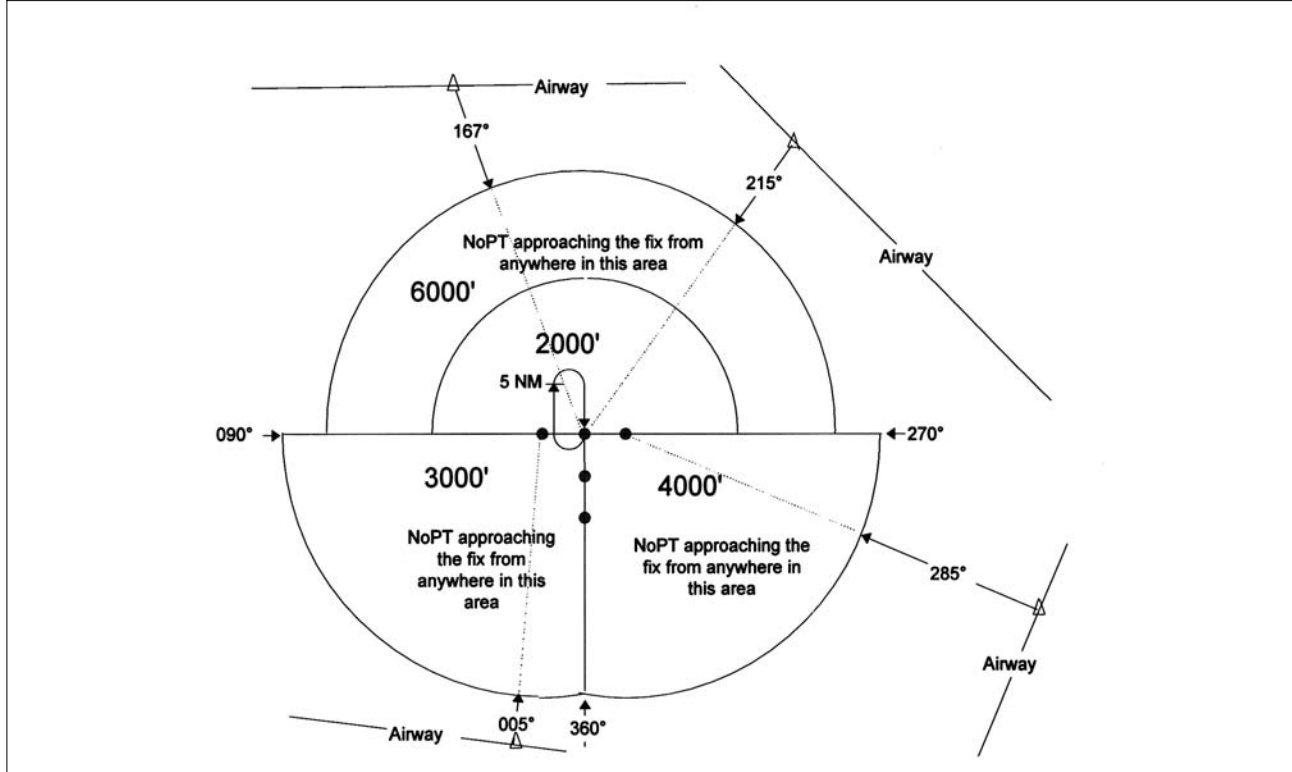 Airway
167°
215°
NoPT approaching the fix from
anywhere in this area
Airway
6000'
2000'
5 NM
090°
270°
3000'
4000'
NoPT approaching
the fix from
anywhere in this
area
NoPT approaching the
fix from anywhere in
this area
285°
Airway
005°
360°
Airway